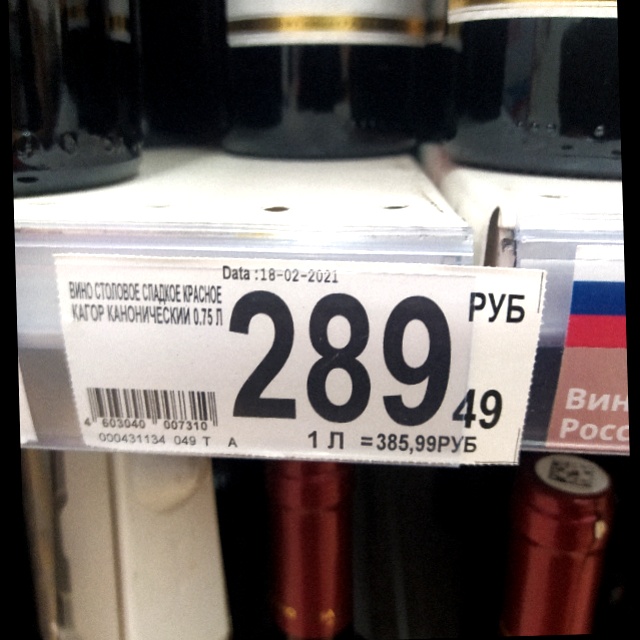 Data :18-02-2021
ВИНО СТОЛОВОЕ СЛАДКОЕ КРАСНОЕ
КАГОР КАНОНИЧЕСКИЙ 0.75 Л
289
РУБ
49
4 603040 007310
000431134 049 Т А
1 Л =385,99РУБ
Вин
Росс